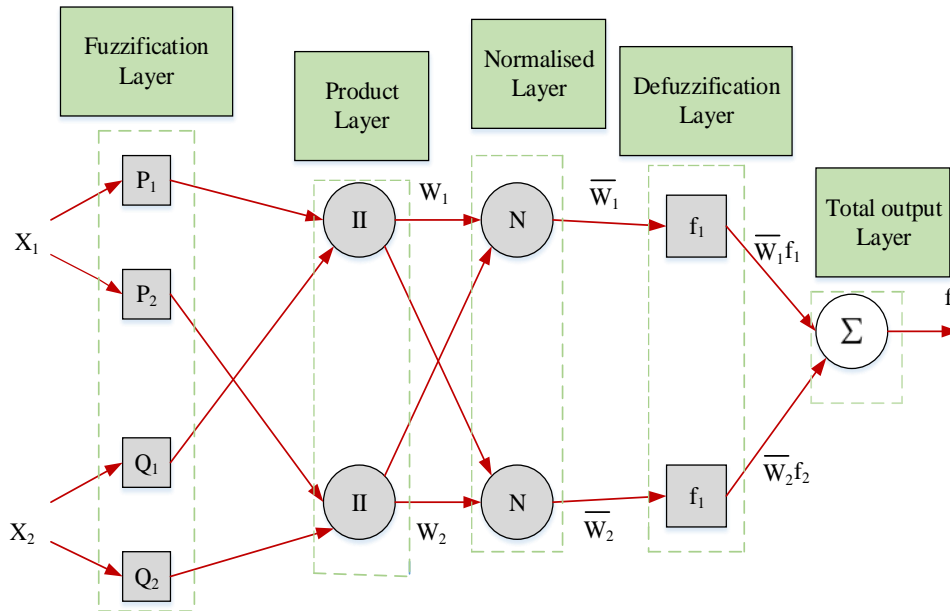 Fuzzification
Layer
Product
Layer
Normalised
Layer
Defuzzification
Layer
Total output
Layer
X₁
X₂
P₁
P₂
Q₁
Q₂
II
II
W₁
W₂
N
N
W̅₁
W̅₂
f₁
f₁
W̅₁f₁
W̅₂f₂
Σ
f